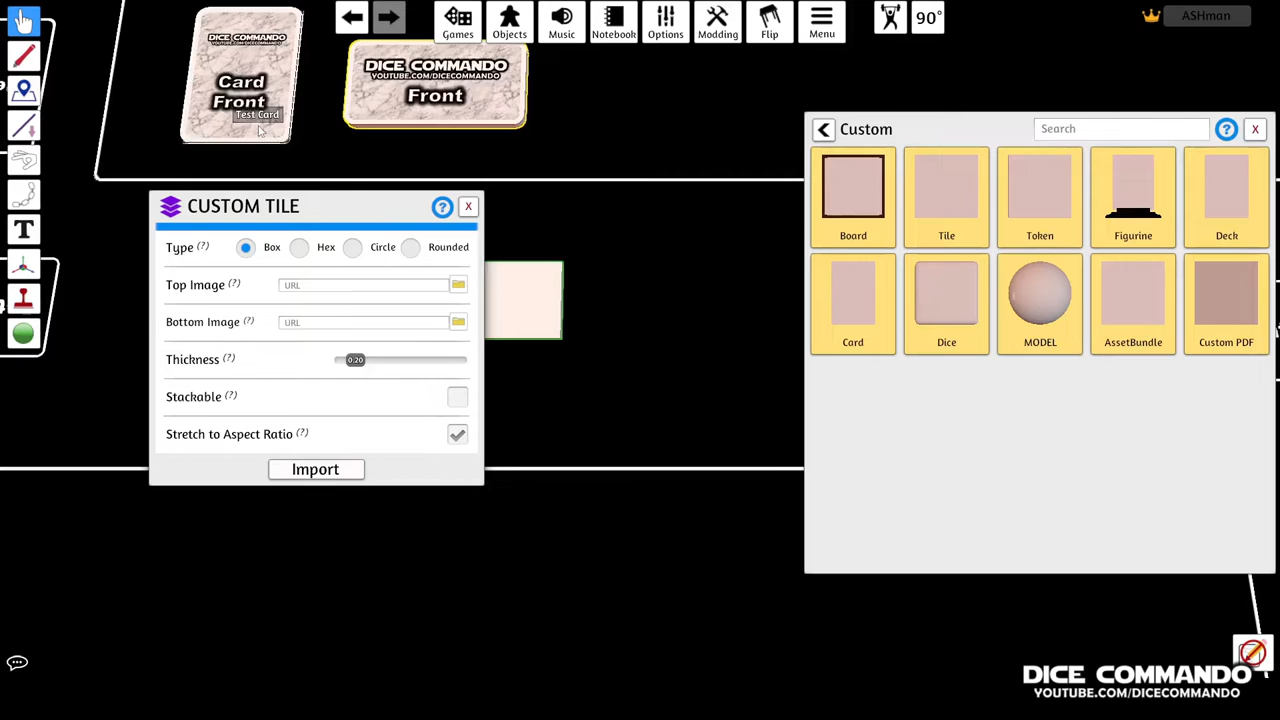 Games
Objects
Music
Notebook
Options
Modding
Flip
Menu
90°
ASHman
DICE COMMANDO
YOUTUBE.COM/DICECOMMANDO
Card
Front
Test Card
DICE COMMANDO
YOUTUBE.COM/DICECOMMANDO
Front
CUSTOM TILE
?
X
Type (?)
Box
Hex
Circle
Rounded
Top Image (?)
URL
Bottom Image (?)
URL
Thickness (?)
0.20
Stackable (?)
Stretch to Aspect Ratio (?)
Import
Custom
Search
?
X
Board
Tile
Token
Figurine
Deck
Card
Dice
MODEL
AssetBundle
Custom PDF
T
DICE COMMANDO
YOUTUBE.COM/DICECOMMANDO